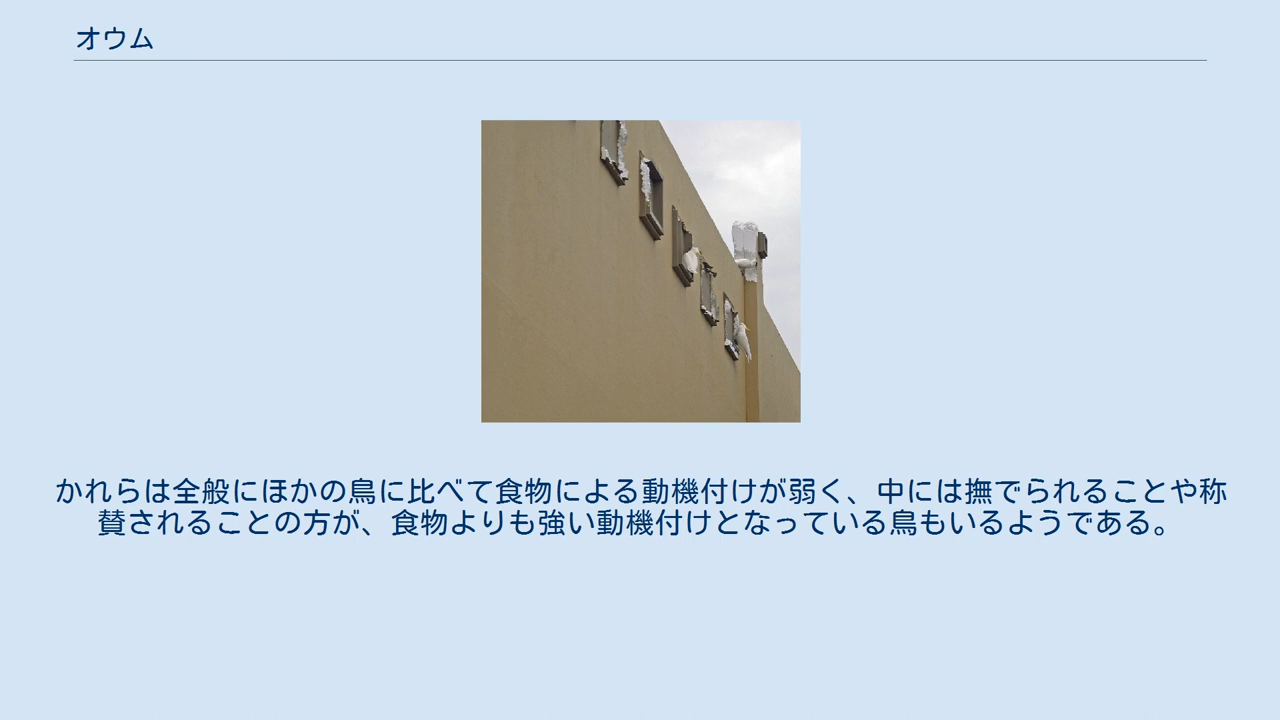 オウム
かれらは全般にほかの鳥に比べて食物による動機付けが弱く、中には撫でられることや称
賛されることの方が、食物よりも強い動機付けとなっている鳥もいるようである。